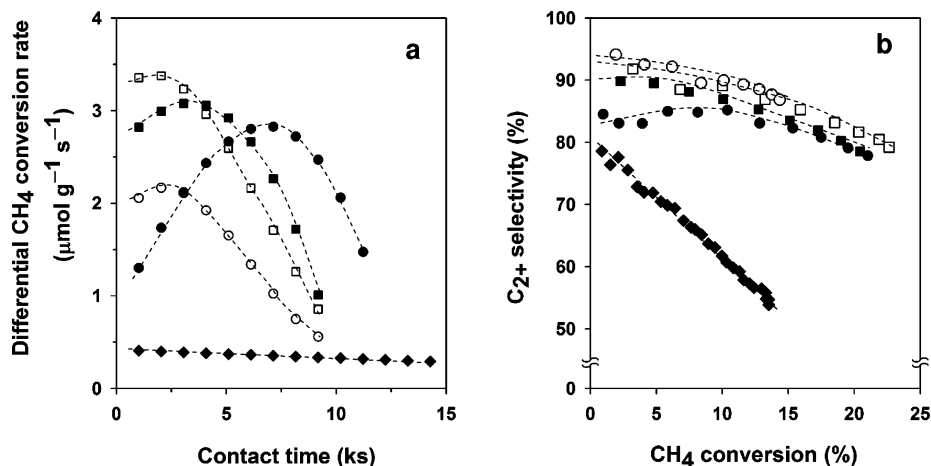 a
Differential CH₄ conversion rate
(μmol g⁻¹ s⁻¹)
4
3
2
1
0
0 5 10 15
Contact time (ks)
b
C₂₊ selectivity (%)
100
90
80
70
60
50
0
0 5 10 15 20 25
CH₄ conversion (%)